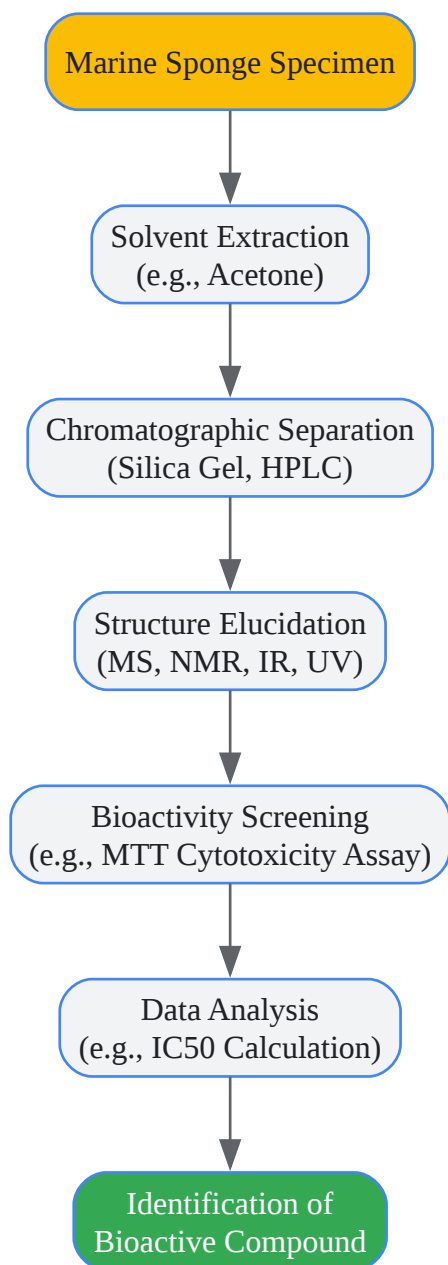 Marine Sponge Specimen
Solvent Extraction
(e.g., Acetone)
Chromatographic Separation
(Silica Gel, HPLC)
Structure Elucidation
(MS, NMR, IR, UV)
Bioactivity Screening
(e.g., MTT Cytotoxicity Assay)
Data Analysis
(e.g., IC50 Calculation)
Identification of
Bioactive Compound